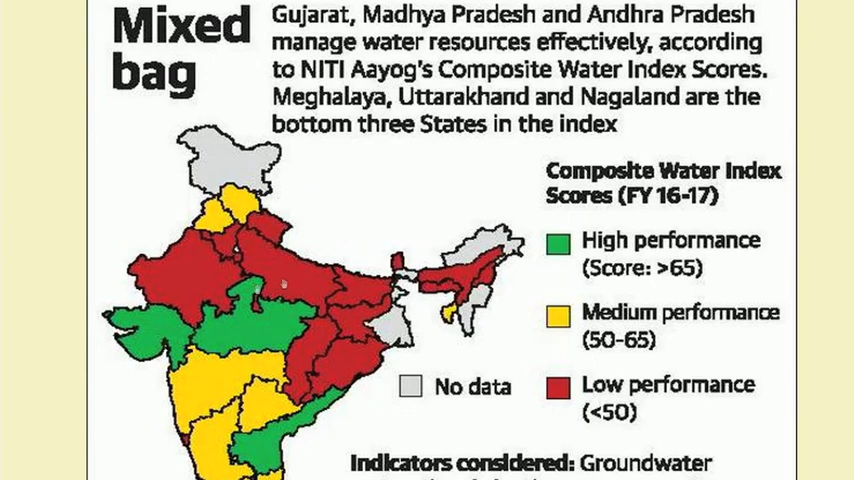 Mixed
bag
Gujarat, Madhya Pradesh and Andhra Pradesh
manage water resources effectively, according
to NITI Aayog's Composite Water Index Scores.
Meghalaya, Uttarakhand and Nagaland are the
bottom three States in the index
Composite Water Index
Scores (FY 16-17)
High performance
(Score: >65)
Medium performance
(50-65)
No data
Low performance
(<50)
Indicators considered: Groundwater